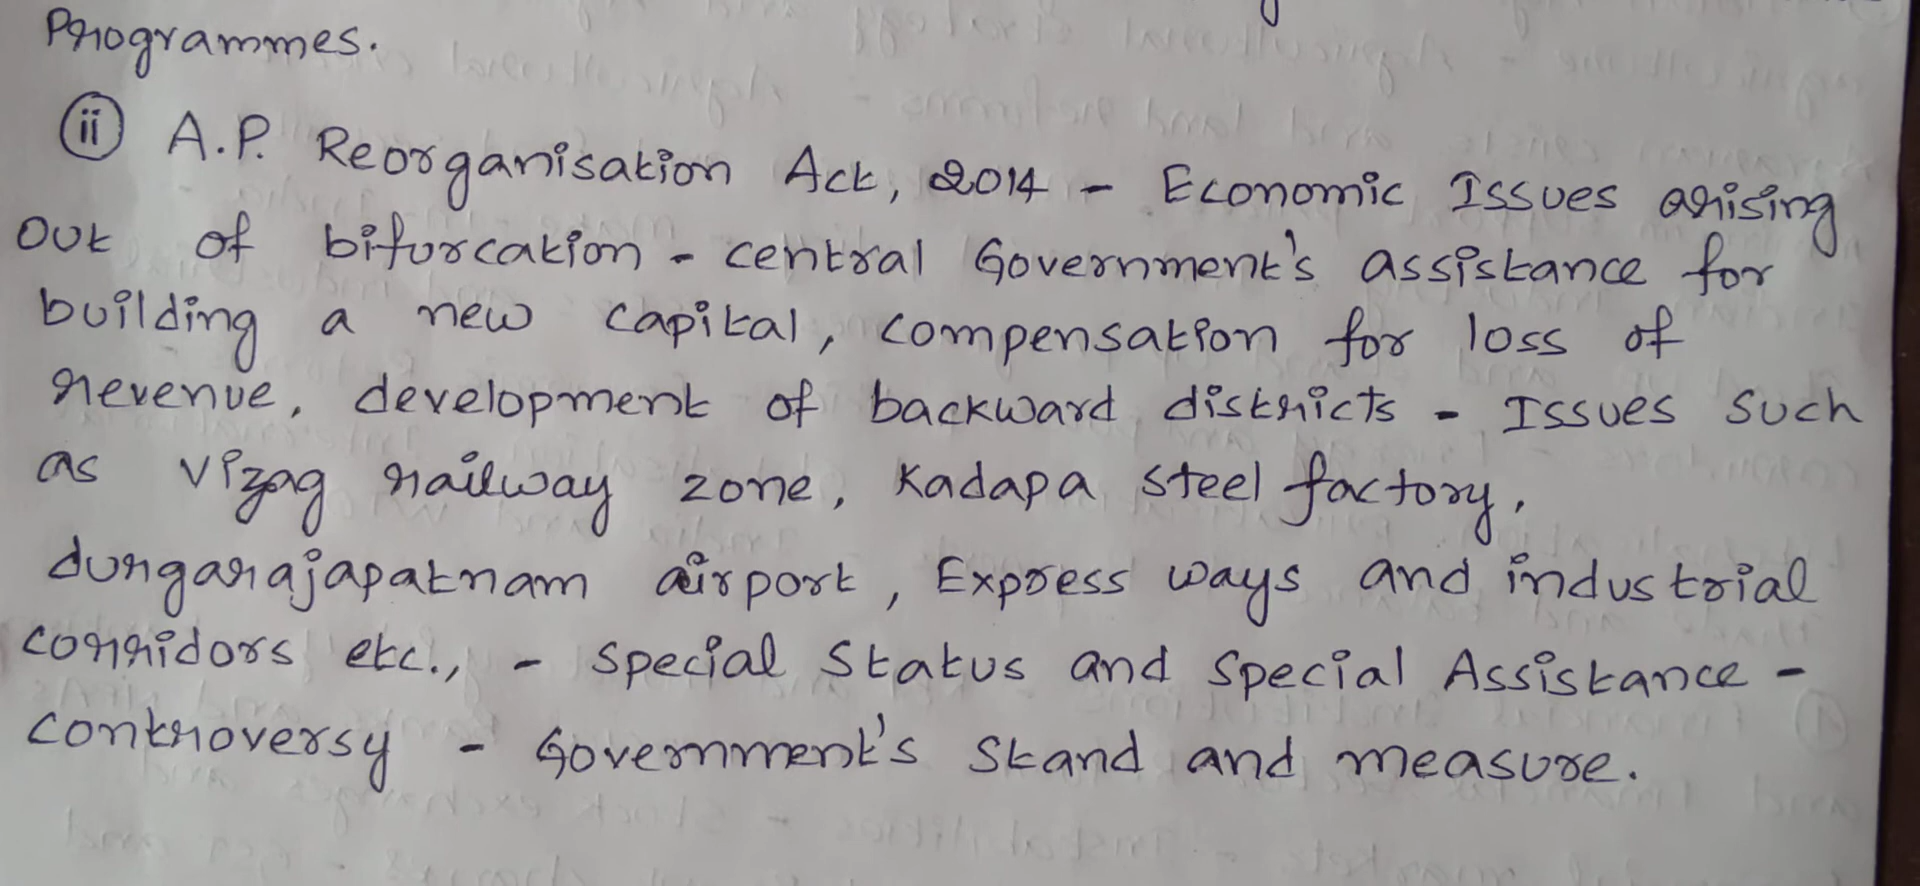 Programmes.
(ii) A.P. Reorganisation Act, 2014 - Economic Issues arising
out of bifurcation - central Government's assistance for
building a new capital, compensation for loss of
revenue, development of backward districts - Issues such
as vizag railway zone, Kadapa steel factory,
dungarajapatnam airport, Express ways and industrial
corridors etc., - special status and special Assistance -
controversy - Government's stand and measure.